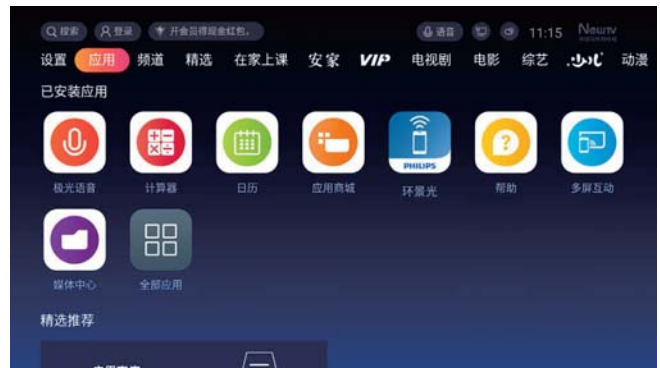 搜索 登录 开会员得现金红包， 语音 11:15 Newtv
设置 应用 频道 精选 在家上课 安家 VIP 电视剧 电影 综艺 少儿 动漫
已安装应用
PHILIPS
极光语音 计算器 日历 应用商城 环景光 帮助 多屏互动
媒体中心 全部应用
精选推荐